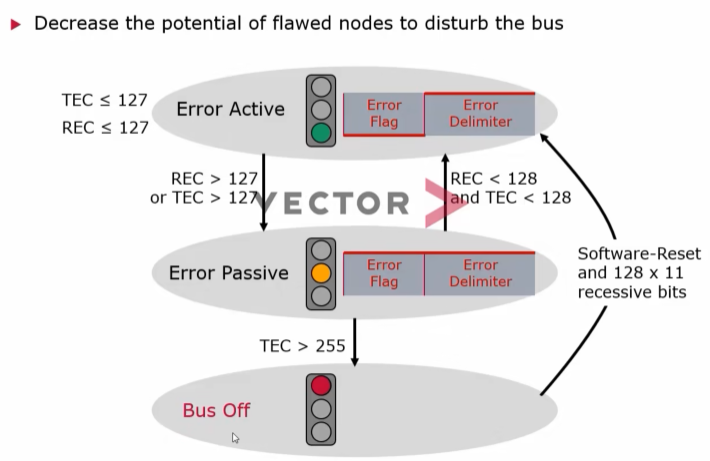 Decrease the potential of flawed nodes to disturb the bus
TEC ≤ 127
REC ≤ 127
Error Active
Error
Flag
Error
Delimiter
REC > 127
or TEC > 127
REC < 128
and TEC < 128
VECTOR
Error Passive
Error
Flag
Error
Delimiter
Software-Reset
and 128 x 11
recessive bits
TEC > 255
Bus Off